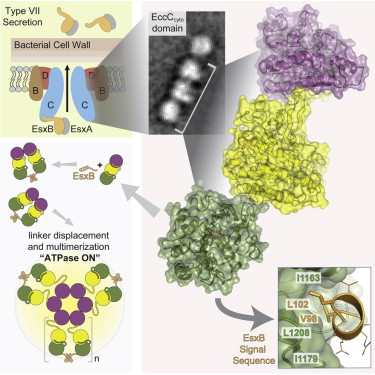 Type VII
Secretion
Bacterial Cell Wall
B
D
C
C
D
B
EsxB
EsxA
EccCcyto
domain
EsxB
+
linker displacement
and multimerization
"ATPase ON"
n
EsxB
Signal
Sequence
I1163
L102
V98
L1208
I1179